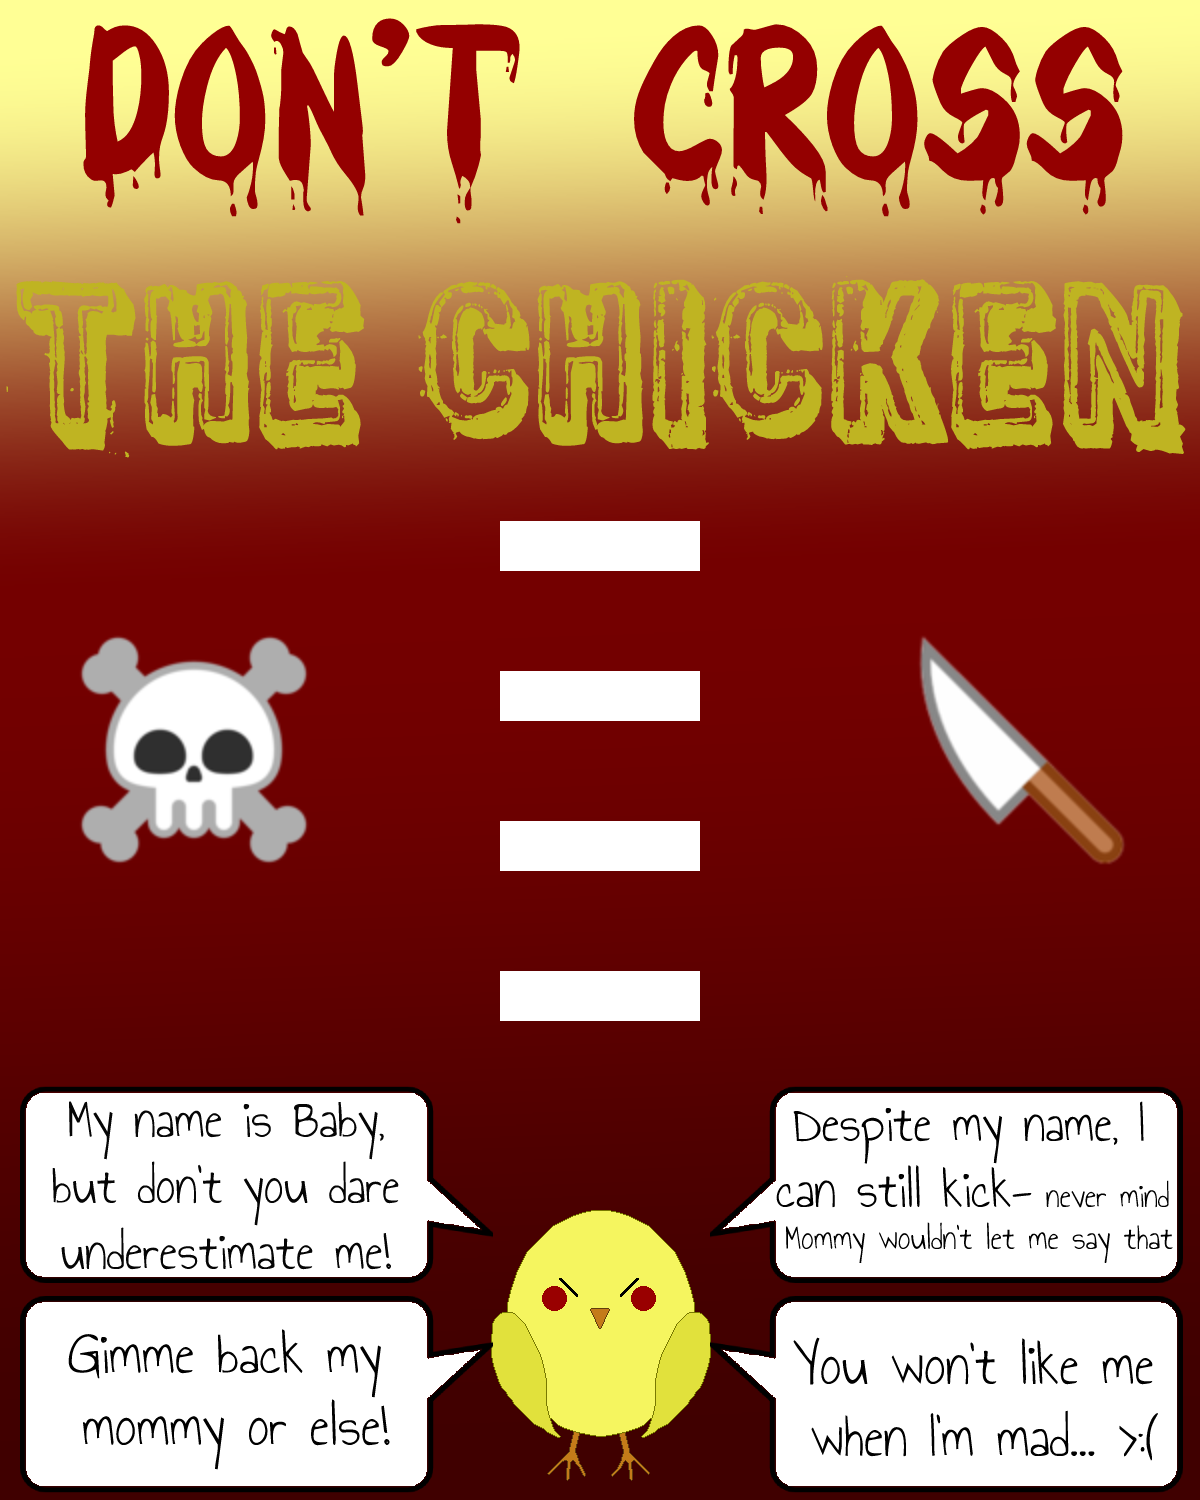 DON'T CROSS
THE CHICKEN
My name is Baby,
but don't you dare
underestimate me!
Despite my name, I
can still kick- never mind
Mommy wouldn't let me say that
Gimme back my
mommy or else!
You won't like me
when I'm mad... >:(